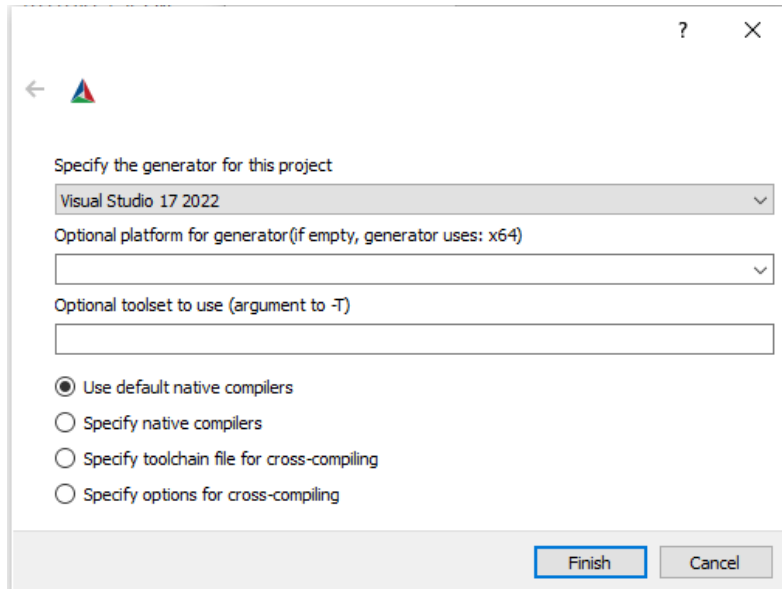 ?
Specify the generator for this project
Visual Studio 17 2022
Optional platform for generator(if empty, generator uses: x64)
Optional toolset to use (argument to -T)
Use default native compilers
Specify native compilers
Specify toolchain file for cross-compiling
Specify options for cross-compiling
Finish Cancel